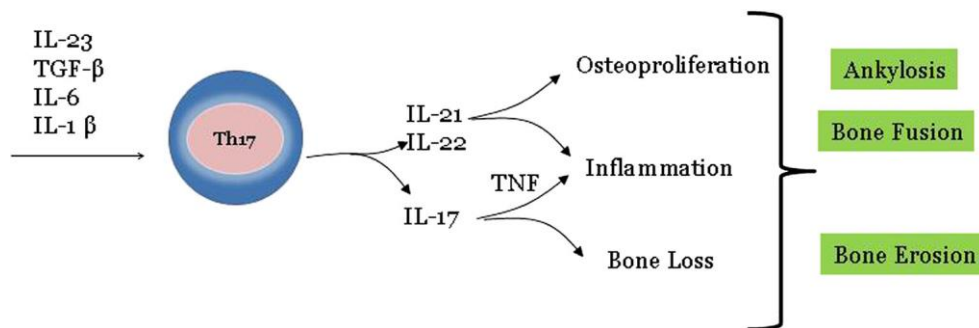 IL-23
TGF-β
IL-6
IL-1 β
Th17
IL-21
IL-22
IL-17
TNF
Osteoproliferation
Inflammation
Bone Loss
Ankylosis
Bone Fusion
Bone Erosion